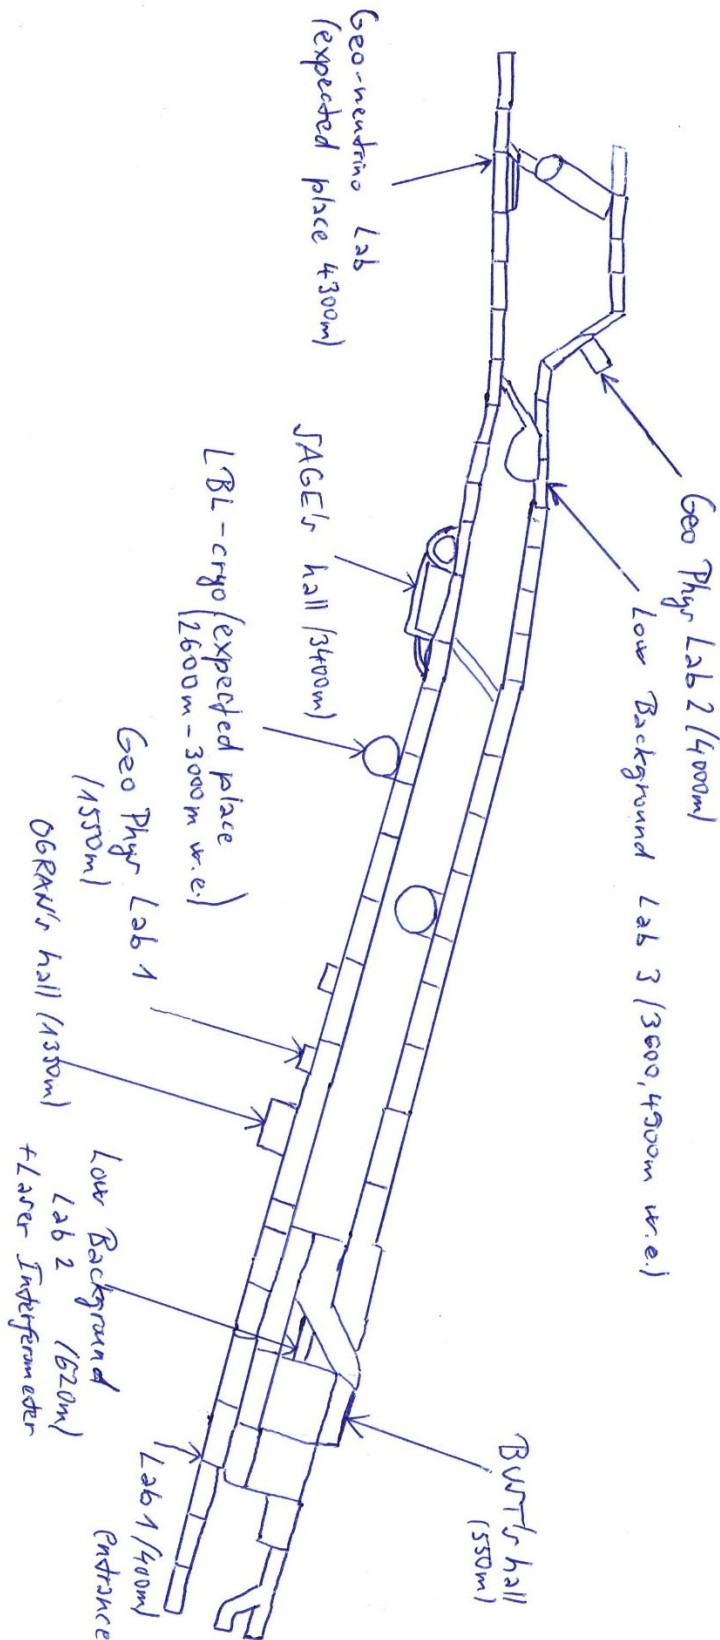 Geo-neutrino Lab
(expected place 4300m)
Geo Phys Lab 2 (4000m)
Low Background Lab 3 (3600, 4900m w.e.)
SAGE's hall (3400m)
LBL-cryo (expected place
(2600m-3000m w.e.)
Geo Phys Lab 1
(1550m)
OGRAN's hall (1350m)
Low Background
Lab 2 (620m)
+Laser Interferometer
BUST's hall
(550m)
Lab 1 (400m)
entrance